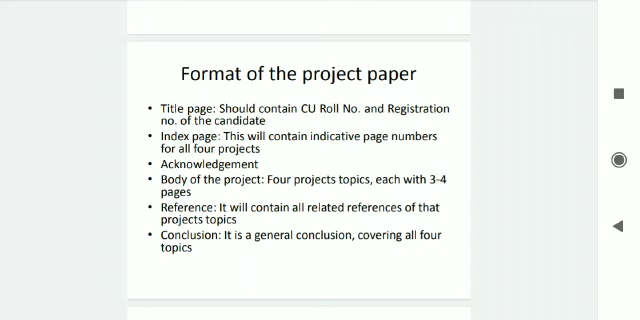 Format of the project paper
• Title page: Should contain CU Roll No. and Registration
no. of the candidate
• Index page: This will contain indicative page numbers
for all four projects
• Acknowledgement
• Body of the project: Four projects topics, each with 3-4
pages
• Reference: It will contain all related references of that
projects topics
• Conclusion: It is a general conclusion, covering all four
topics